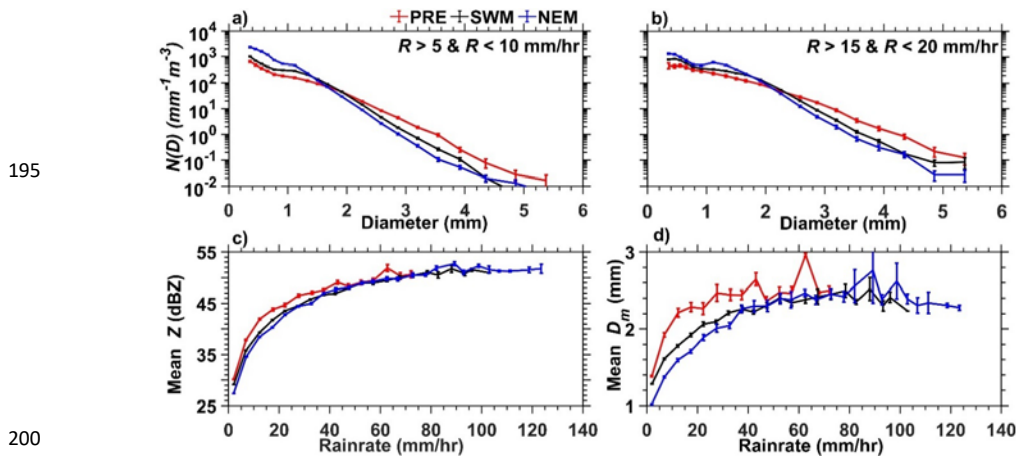 PRE SWM NEM
a)
R > 5 & R < 10 mm/hr
N(D) (mm⁻¹m⁻³)
10⁴
10³
10²
10¹
10⁰
10⁻¹
10⁻²
0 1 2 3 4 5 6
Diameter (mm)
b)
R > 15 & R < 20 mm/hr
0 1 2 3 4 5 6
Diameter (mm)
195
c)
Mean Z (dBZ)
55
45
35
25
0 20 40 60 80 100 120 140
Rainrate (mm/hr)
d)
Mean Dm (mm)
3
2
1
0 20 40 60 80 100 120 140
Rainrate (mm/hr)
200